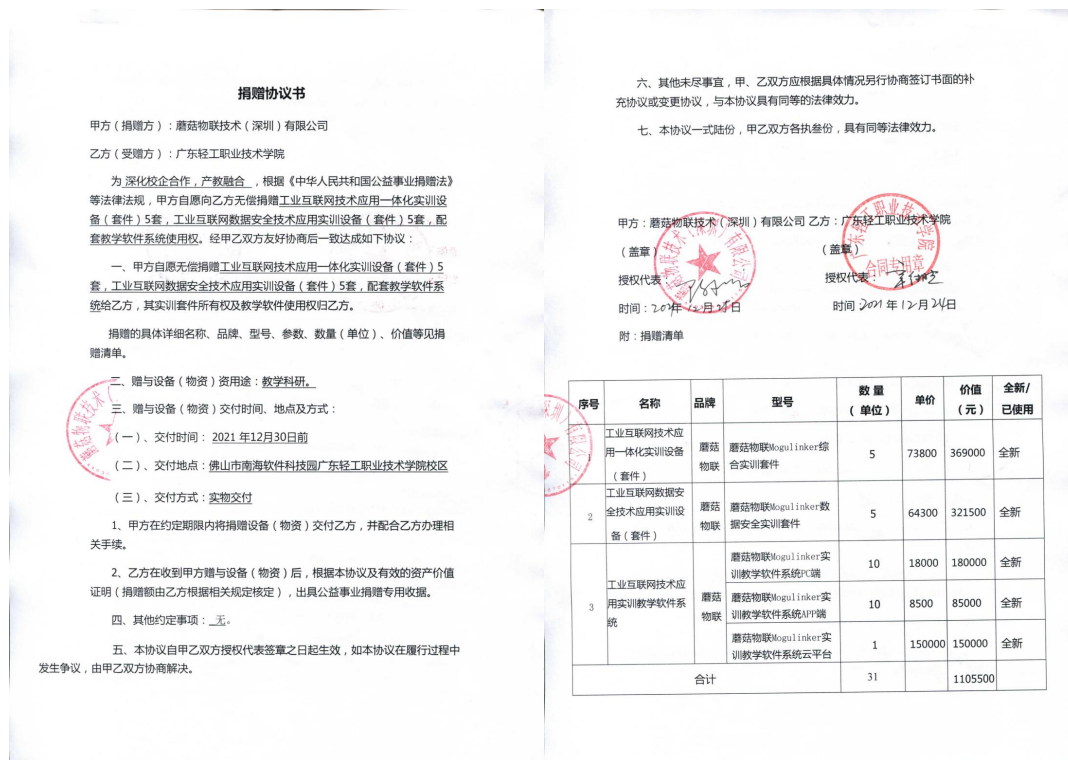 捐赠协议书
甲方（捐赠方）：蘑菇物联技术（深圳）有限公司
乙方（受赠方）：广东轻工职业技术学院
为 深化校企合作，产教融合 ，根据《中华人民共和国公益事业捐赠法》
等法律法规，甲方自愿向乙方无偿捐赠工业互联网技术应用一体化实训设
备（套件）5套，工业互联网数据安全技术应用实训设备（套件）5套，配
套教学软件系统使用权。经甲乙双方友好协商后一致达成如下协议：
一、甲方自愿无偿捐赠工业互联网技术应用一体化实训设备（套件）5
套，工业互联网数据安全技术应用实训设备（套件）5套，配套教学软件系
统给乙方，其实训套件所有权及教学软件使用权归乙方。
捐赠的具体详细名称、品牌、型号、参数、数量（单位）、价值等见捐
赠清单。
二、赠与设备（物资）资用途：教学科研。
三、赠与设备（物资）交付时间、地点及方式：
（一）、交付时间： 2021 年12月30日前
（二）、交付地点：佛山市南海软件科技园广东轻工职业技术学院校区
（三）、交付方式：实物交付
1、甲方在约定期限内将捐赠设备（物资）交付乙方，并配合乙方办理相
关手续。
2、乙方在收到甲方赠与设备（物资）后，根据本协议及有效的资产价值
证明（捐赠额由乙方根据相关规定核定），出具公益事业捐赠专用收据。
四、其他约定事项： 无。
五、本协议自甲乙双方授权代表签章之日起生效，如本协议在履行过程中
发生争议，由甲乙双方协商解决。
六、其他未尽事宜，甲、乙双方应根据具体情况另行协商签订书面的补
充协议或变更协议，与本协议具有同等的法律效力。
七、本协议一式陆份，甲乙双方各执叁份，具有同等法律效力。
甲方：蘑菇物联技术（深圳）有限公司 乙方：广东轻工职业技术学院
（盖章） （盖章）
授权代表： 授权代表：
时间：2021年12月 日 时间：2021 年 12 月 24日
附：捐赠清单
广东轻工职业技术学院
合同专用章
序号 名称 品牌 型号 数 量（ 单位） 单价 价值（元） 全新/已使用
1 工业互联网技术应用一体化实训设备（套件） 蘑菇物联 蘑菇物联Mogulinker综合实训套件 5 73800 369000 全新
2 工业互联网数据安全技术应用实训设备（套件） 蘑菇物联 蘑菇物联Mogulinker数据安全实训套件 5 64300 321500 全新
3 工业互联网技术应用实训教学软件系统 蘑菇物联 蘑菇物联Mogulinker实训教学软件系统PC端 10 18000 180000 全新
蘑菇物联Mogulinker实训教学软件系统APP端 10 8500 85000 全新
蘑菇物联Mogulinker实训教学软件系统云平台 1 150000 150000 全新
合计 31 1105500